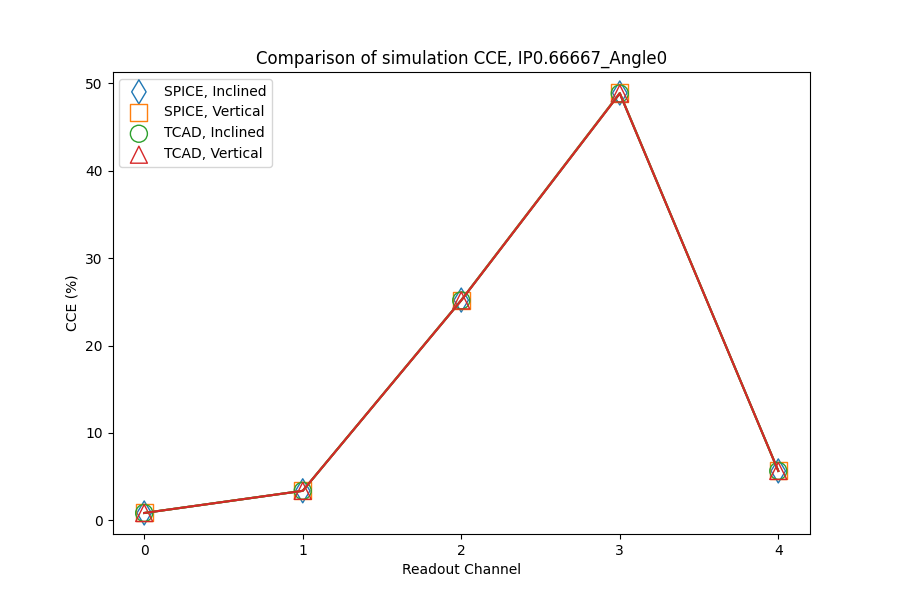 Comparison of simulation CCE, IP0.66667_Angle0
SPICE, Inclined
SPICE, Vertical
TCAD, Inclined
TCAD, Vertical
50
40
30
20
10
0
CCE (%)
0 1 2 3 4
Readout Channel